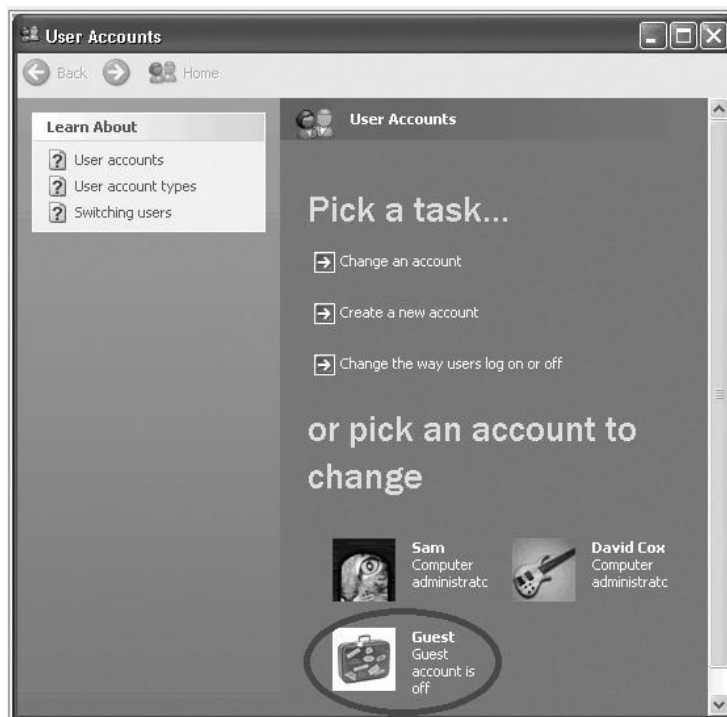 User Accounts
Back Home
Learn About
User accounts
User account types
Switching users
User Accounts
Pick a task...
Change an account
Create a new account
Change the way users log on or off
or pick an account to
change
Sam
Computer
administratc
David Cox
Computer
administratc
Guest
Guest
account is
off